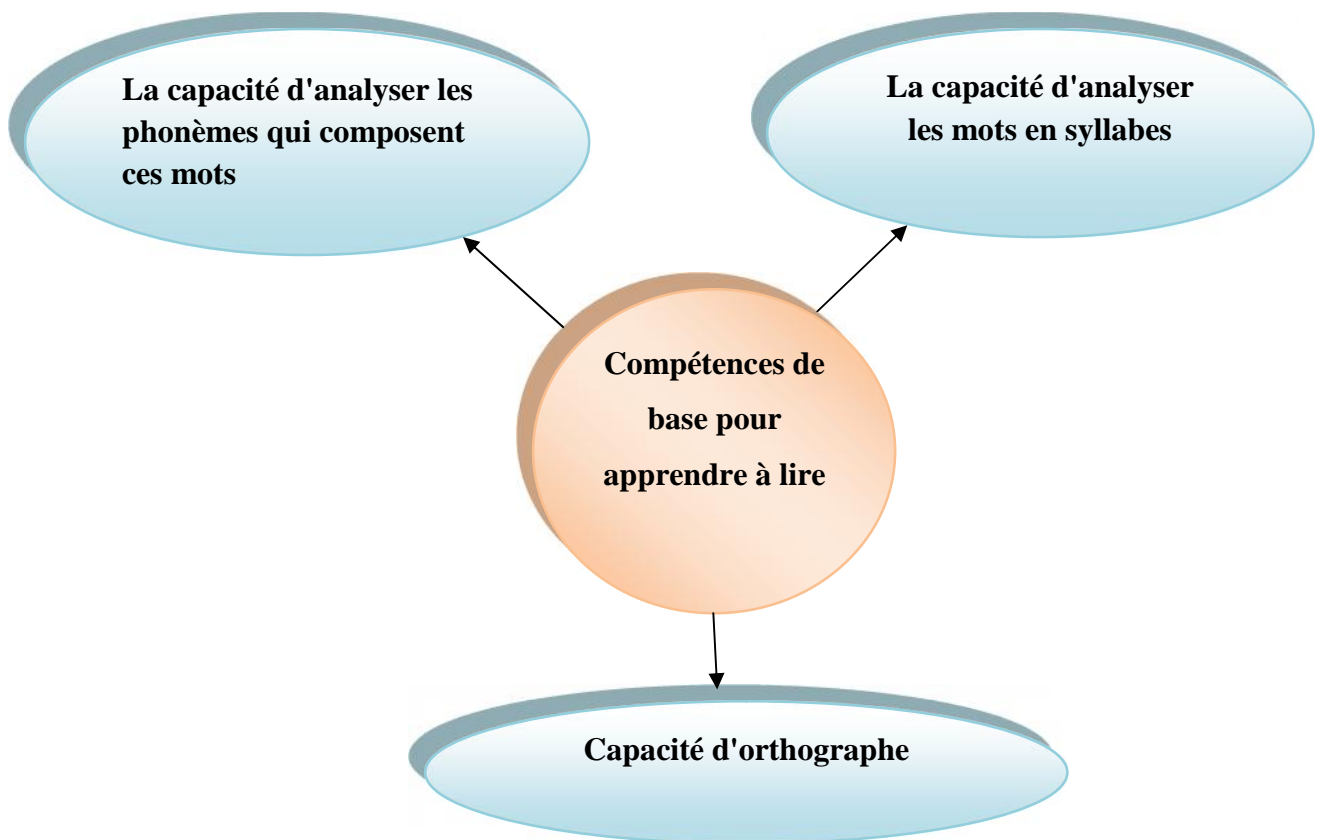 La capacité d'analyser les
phonèmes qui composent
ces mots
La capacité d'analyser
les mots en syllabes
Compétences de
base pour
apprendre à lire
Capacité d'orthographe